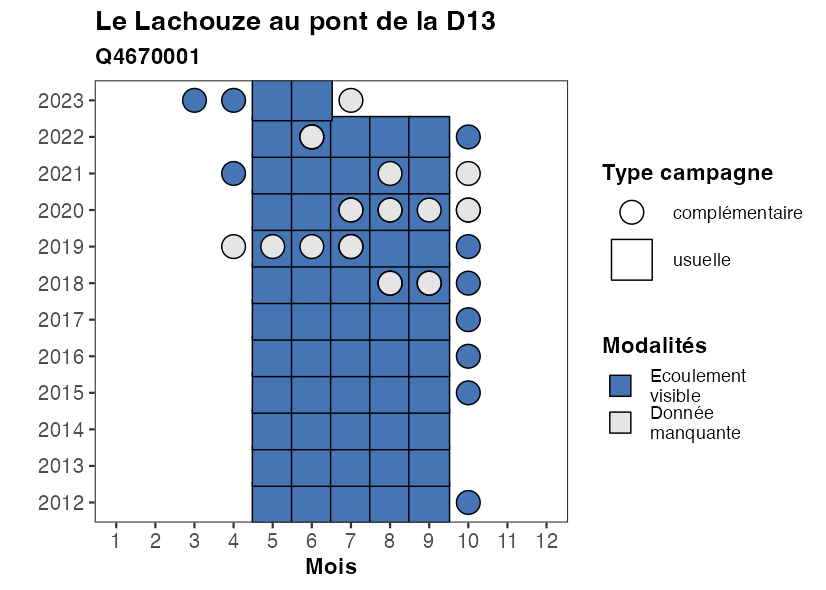 Le Lachouze au pont de la D13
Q4670001
2023
2022
2021
2020
2019
2018
2017
2016
2015
2014
2013
2012
1 2 3 4 5 6 7 8 9 10 11 12
Mois
Type campagne
complémentaire
usuelle
Modalités
Ecoulement
visible
Donnée
manquante